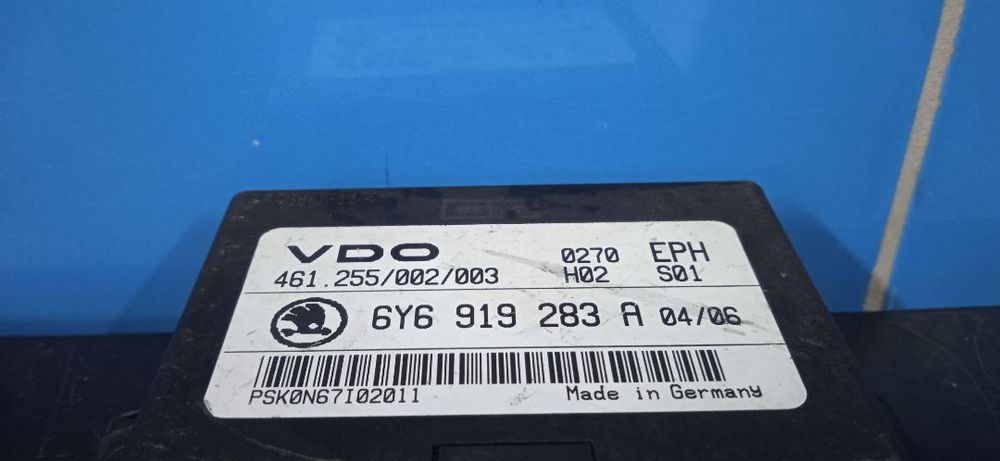 VDO 0270 EPH
461.255/002/003 H02 S01
6Y6 919 283 A 04/06
PSK0N67I02011 Made in Germany